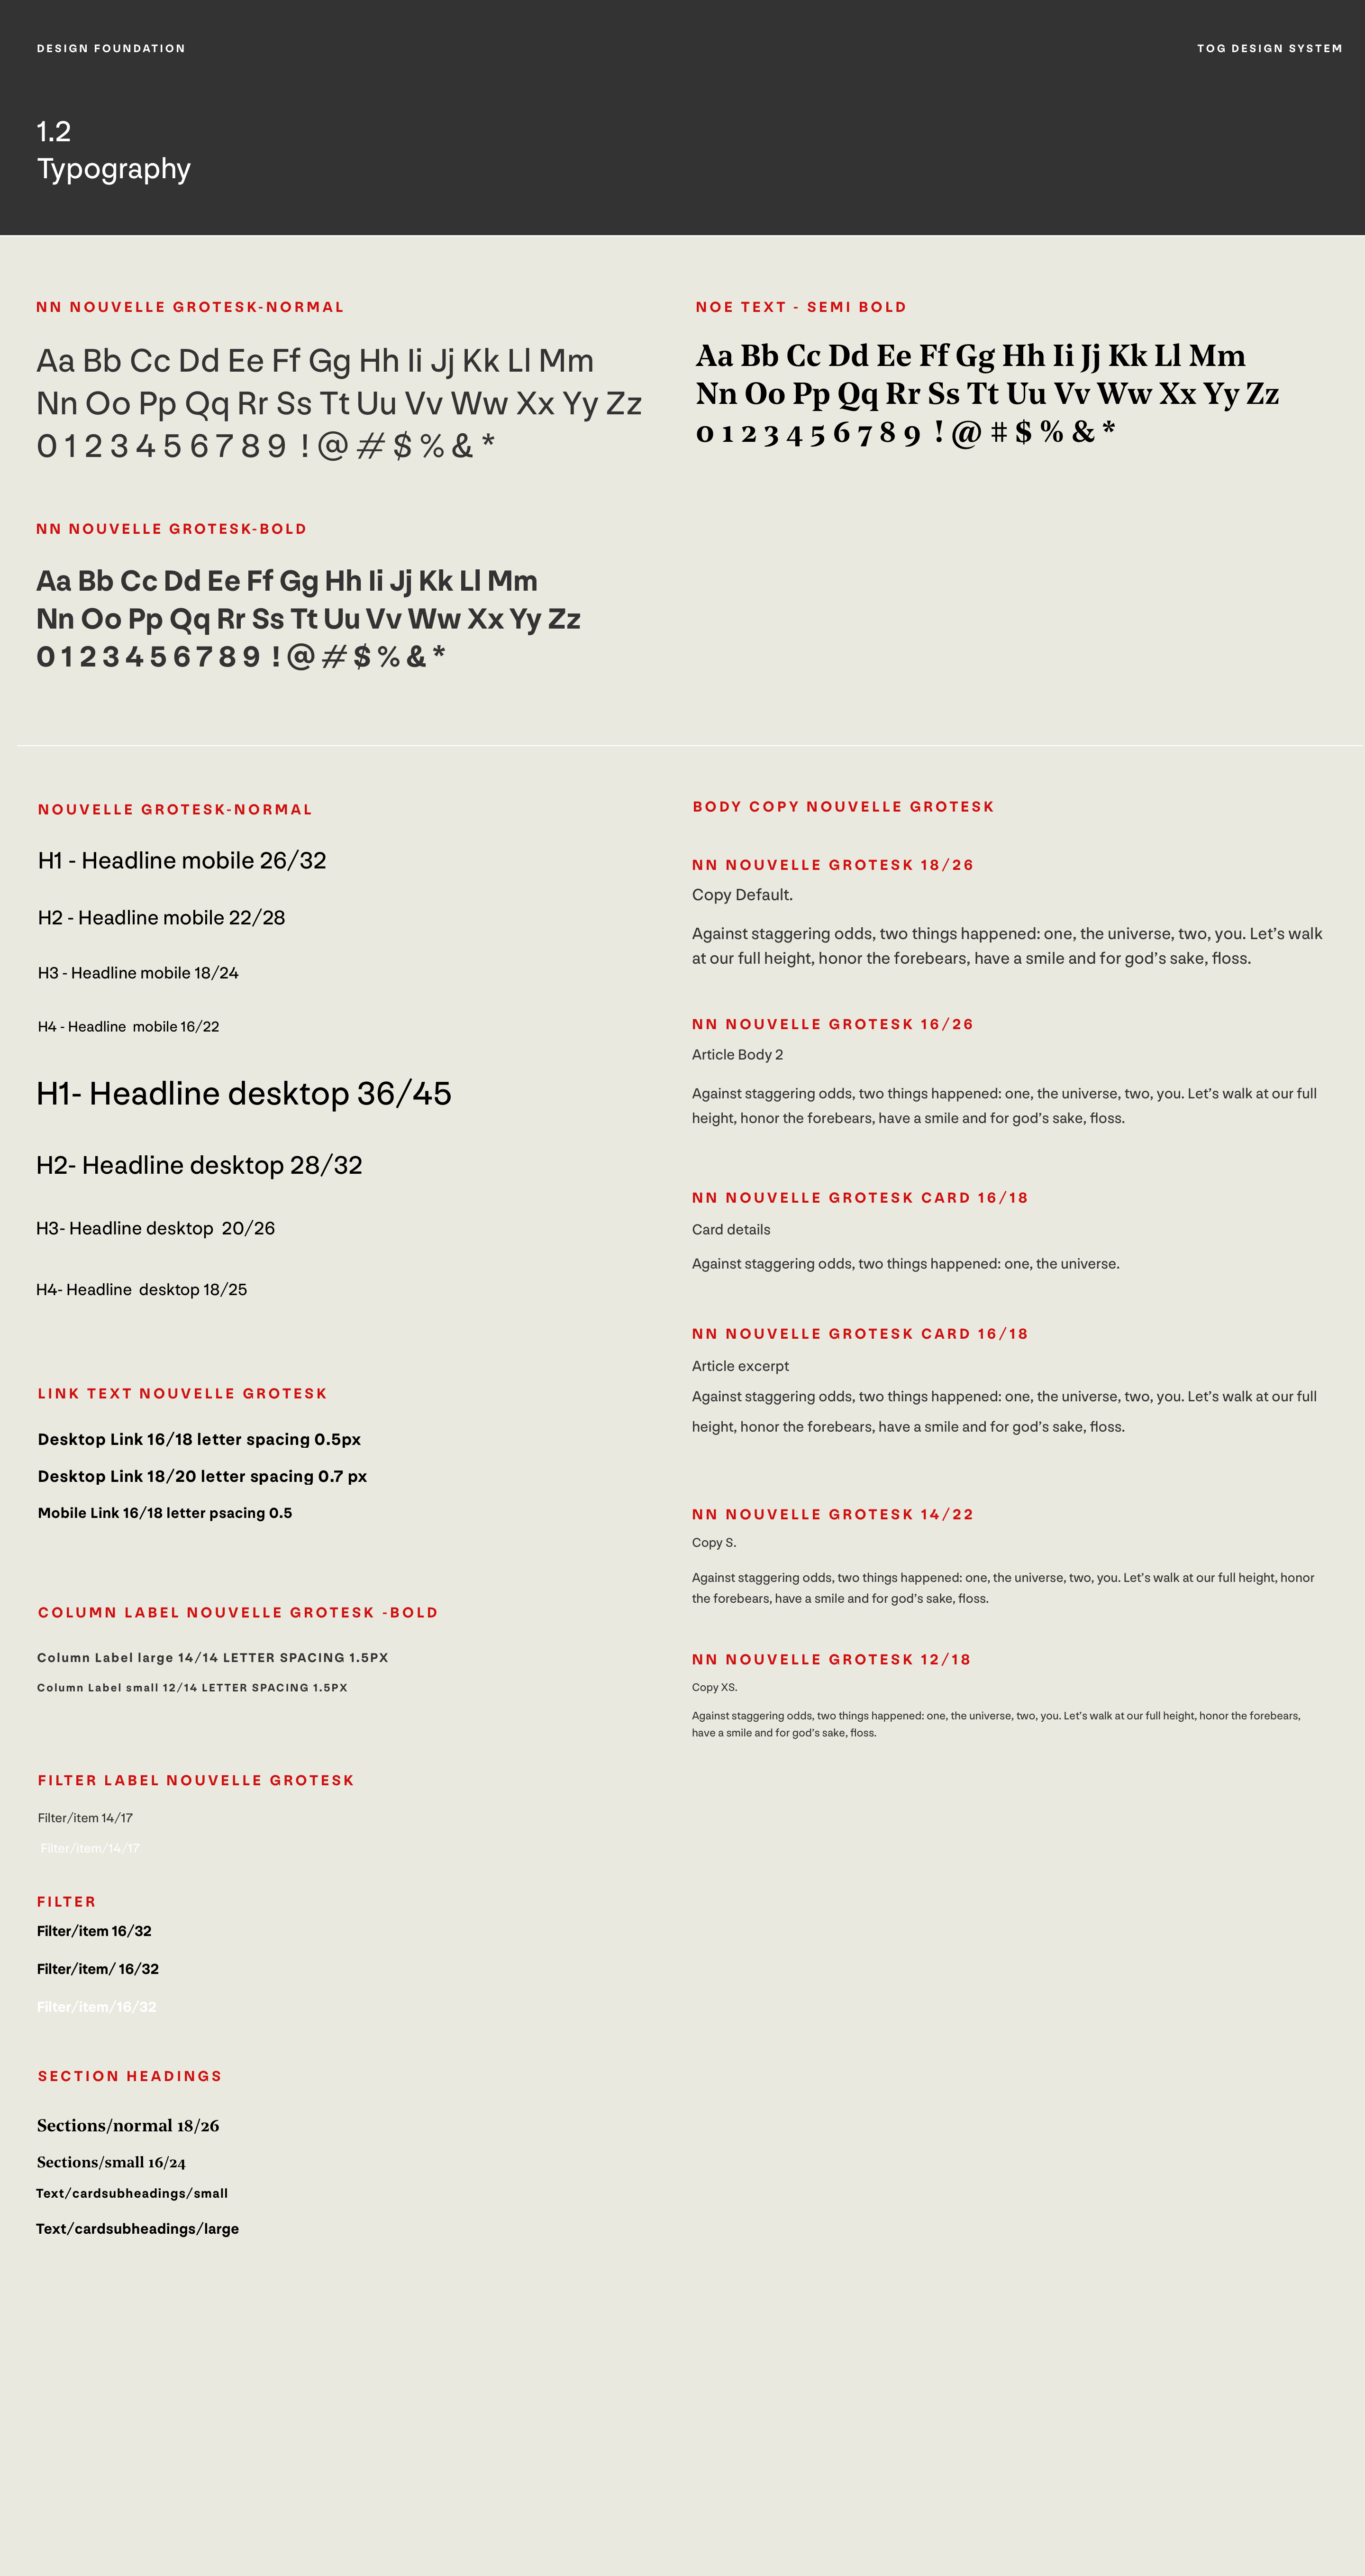 DESIGN FOUNDATION
TOG DESIGN SYSTEM
1.2
Typography
NN NOUVELLE GROTESK-NORMAL
Aa Bb Cc Dd Ee Ff Gg Hh Ii Jj Kk Ll Mm
Nn Oo Pp Qq Rr Ss Tt Uu Vv Ww Xx Yy Zz
0 1 2 3 4 5 6 7 8 9 ! @ # $ % & *
NN NOUVELLE GROTESK-BOLD
Aa Bb Cc Dd Ee Ff Gg Hh Ii Jj Kk Ll Mm
Nn Oo Pp Qq Rr Ss Tt Uu Vv Ww Xx Yy Zz
0 1 2 3 4 5 6 7 8 9 ! @ # $ % & *
NOE TEXT - SEMI BOLD
Aa Bb Cc Dd Ee Ff Gg Hh Ii Jj Kk Ll Mm
Nn Oo Pp Qq Rr Ss Tt Uu Vv Ww Xx Yy Zz
0 1 2 3 4 5 6 7 8 9 ! @ # $ % & *
NOUVELLE GROTESK-NORMAL
H1 - Headline mobile 26/32
H2 - Headline mobile 22/28
H3 - Headline mobile 18/24
H4 - Headline mobile 16/22
H1- Headline desktop 36/45
H2- Headline desktop 28/32
H3- Headline desktop 20/26
H4- Headline desktop 18/25
LINK TEXT NOUVELLE GROTESK
Desktop Link 16/18 letter spacing 0.5px
Desktop Link 18/20 letter spacing 0.7 px
Mobile Link 16/18 letter psacing 0.5
COLUMN LABEL NOUVELLE GROTESK -BOLD
Column Label large 14/14 LETTER SPACING 1.5PX
Column Label small 12/14 LETTER SPACING 1.5PX
FILTER LABEL NOUVELLE GROTESK
Filter/item 14/17
Filter/item/14/17
FILTER
Filter/item 16/32
Filter/item/ 16/32
Filter/item/16/32
SECTION HEADINGS
Sections/normal 18/26
Sections/small 16/24
Text/cardsubheadings/small
Text/cardsubheadings/large
BODY COPY NOUVELLE GROTESK
NN NOUVELLE GROTESK 18/26
Copy Default.
Against staggering odds, two things happened: one, the universe, two, you. Let’s walk
at our full height, honor the forebears, have a smile and for god’s sake, floss.
NN NOUVELLE GROTESK 16/26
Article Body 2
Against staggering odds, two things happened: one, the universe, two, you. Let’s walk at our full
height, honor the forebears, have a smile and for god’s sake, floss.
NN NOUVELLE GROTESK CARD 16/18
Card details
Against staggering odds, two things happened: one, the universe.
NN NOUVELLE GROTESK CARD 16/18
Article excerpt
Against staggering odds, two things happened: one, the universe, two, you. Let’s walk at our full
height, honor the forebears, have a smile and for god’s sake, floss.
NN NOUVELLE GROTESK 14/22
Copy S.
Against staggering odds, two things happened: one, the universe, two, you. Let’s walk at our full height, honor
the forebears, have a smile and for god’s sake, floss.
NN NOUVELLE GROTESK 12/18
Copy XS.
Against staggering odds, two things happened: one, the universe, two, you. Let’s walk at our full height, honor the forebears,
have a smile and for god’s sake, floss.